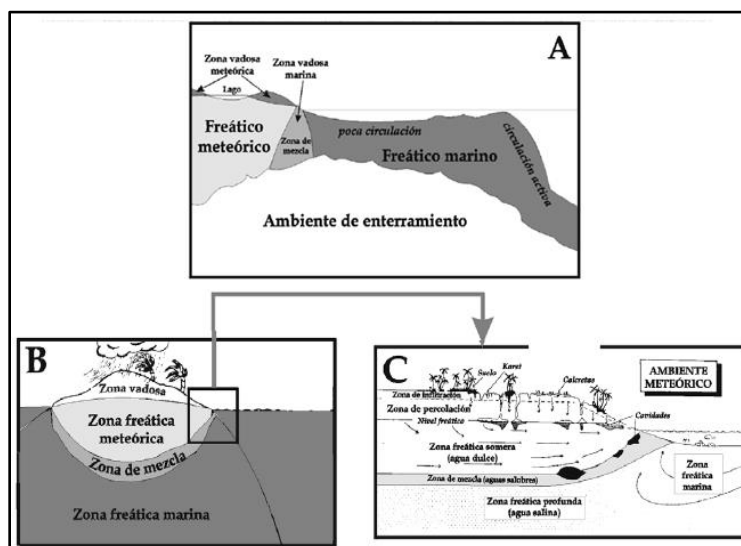 A
Zona vadosa
meteórica
Zona vadosa
marina
Lago
Freático
meteórico
Zona de
mezcla
poca circulación
Freático marino
circulación activa
Ambiente de enterramiento
B
Zona vadosa
Zona freática
meteórica
Zona de mezcla
Zona freática marina
C
Suelo
Karst
Calcretas
AMBIENTE
METEÓRICO
Zona de infiltración
Zona de percolación
Nivel freático
Cavidades
Zona freática somera
(agua dulce)
Zona de mezcla (aguas salobres)
Zona
freática
marina
Zona freática profunda
(agua salina)